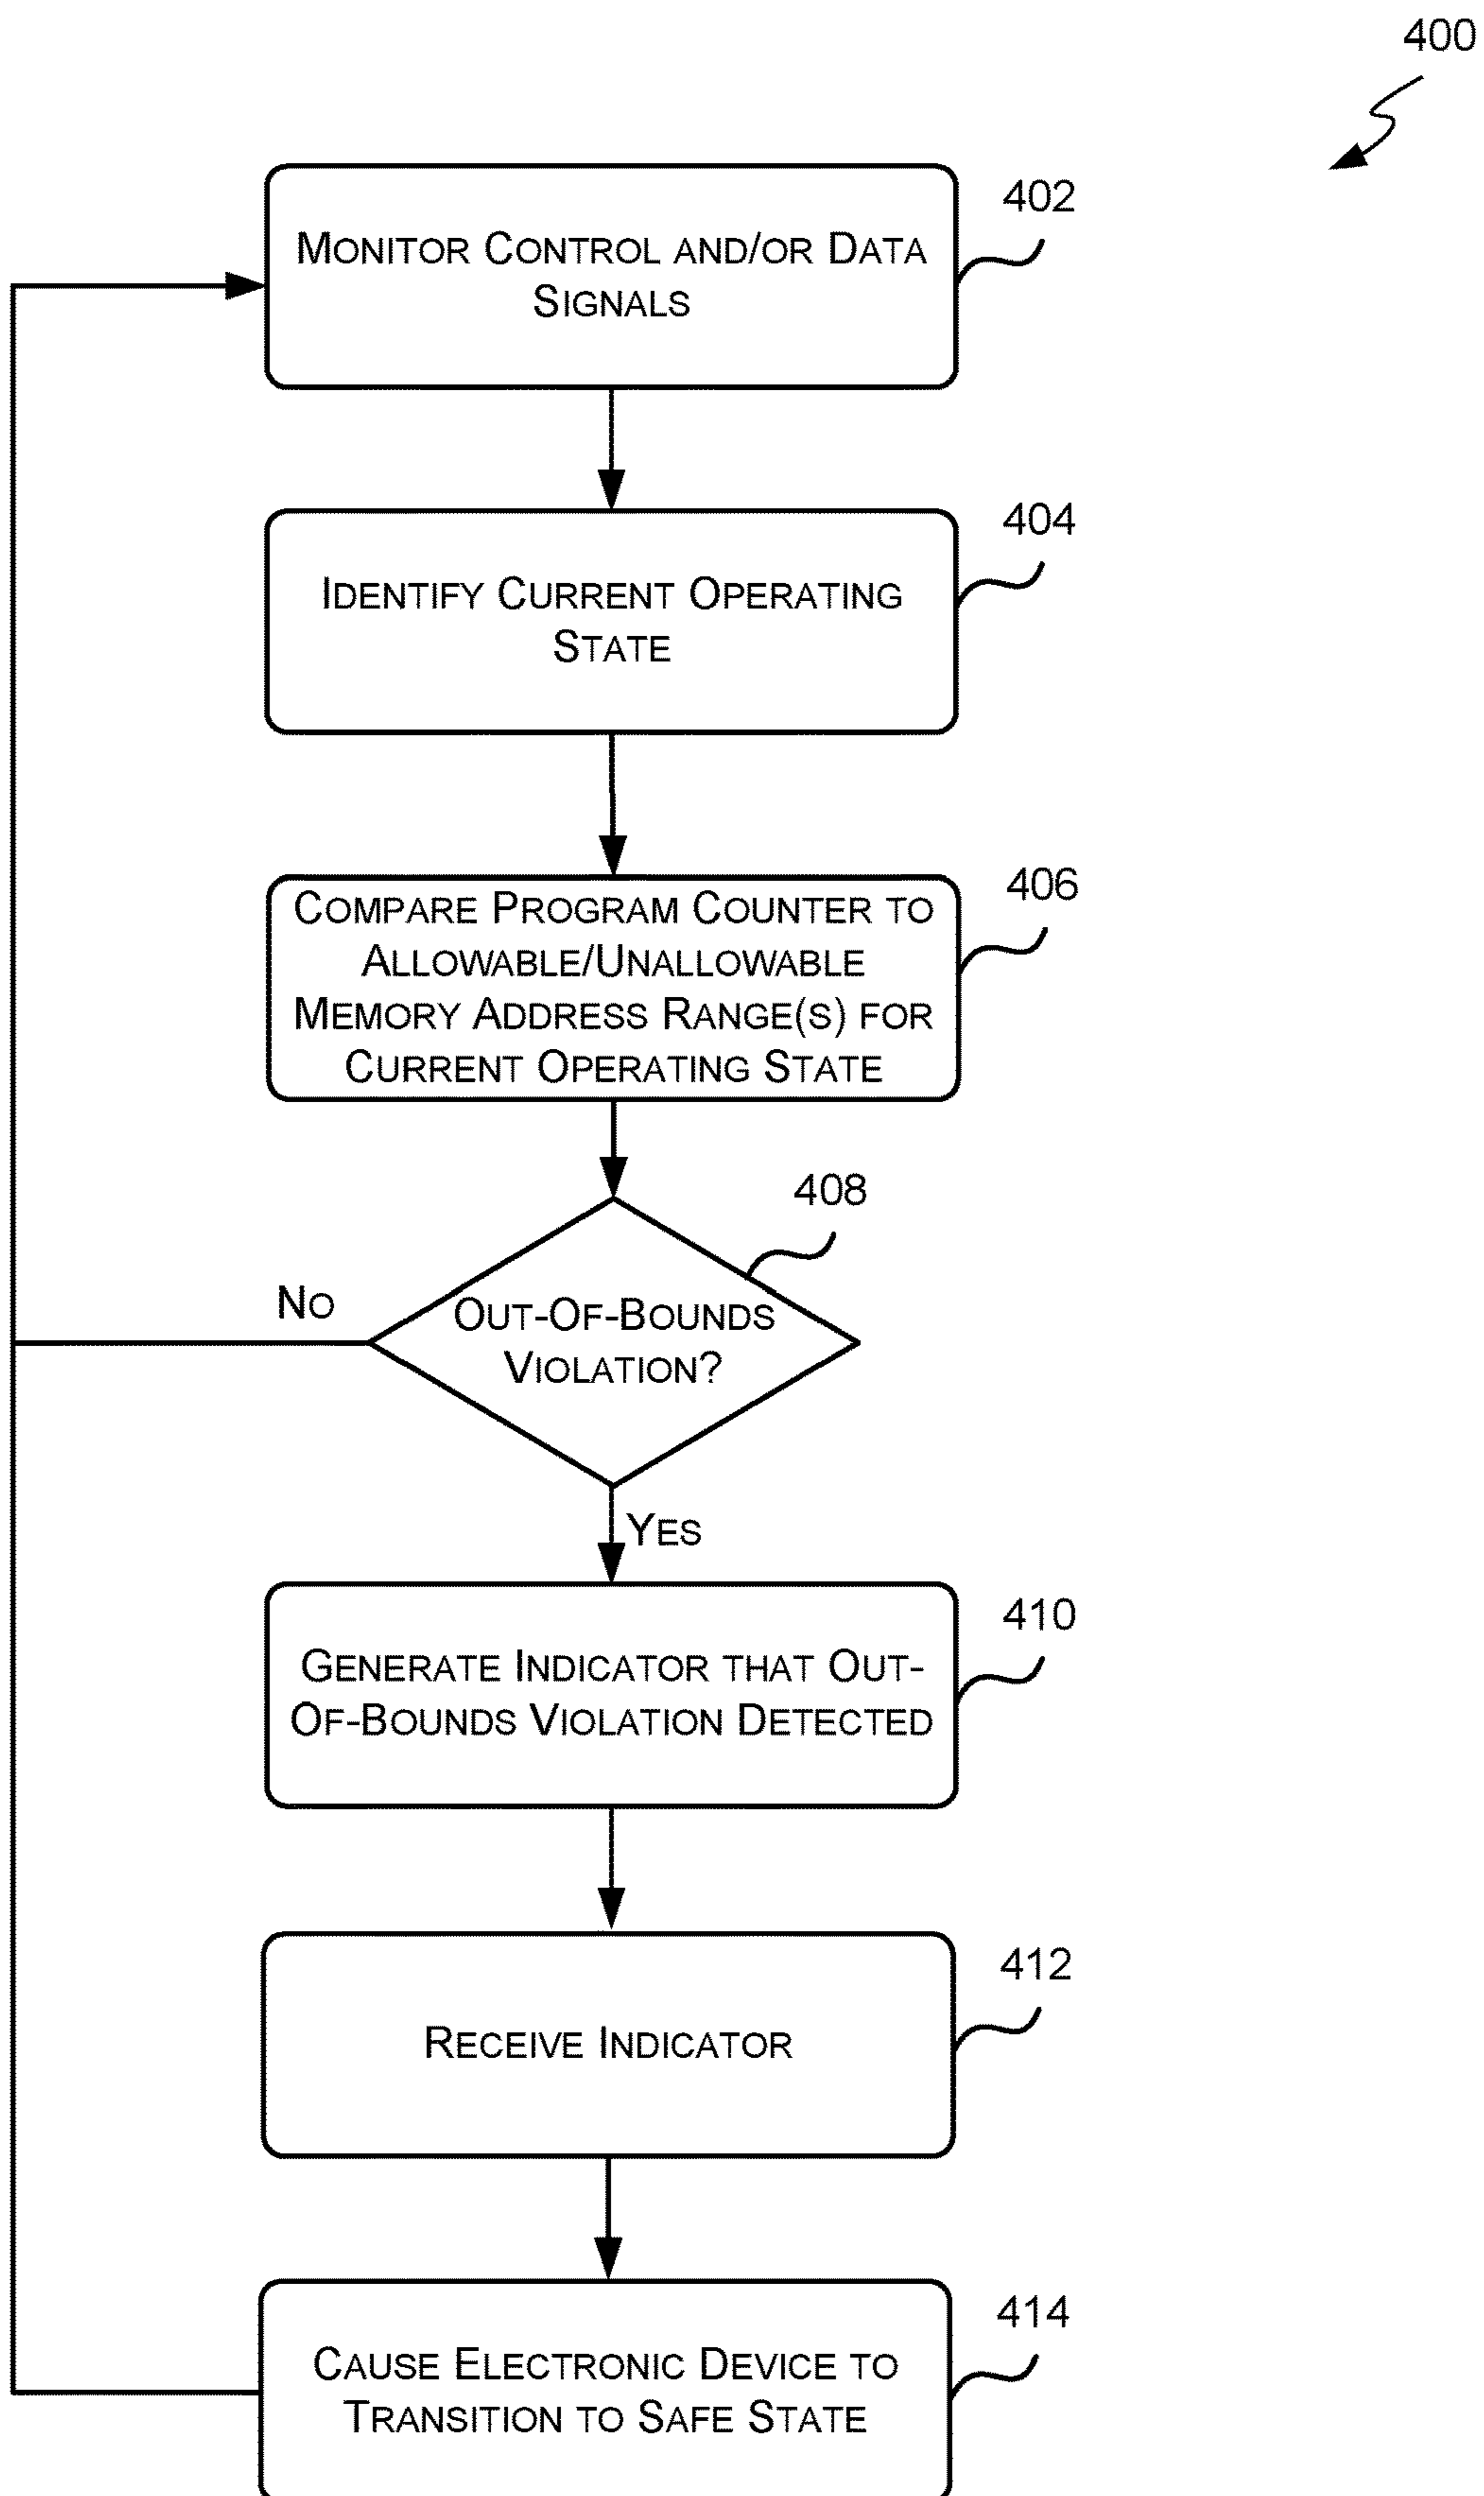 400
402
MONITOR CONTROL AND/OR DATA
SIGNALS
404
IDENTIFY CURRENT OPERATING
STATE
406
COMPARE PROGRAM COUNTER TO
ALLOWABLE/UNALLOWABLE
MEMORY ADDRESS RANGE(S) FOR
CURRENT OPERATING STATE
408
NO
OUT-OF-BOUNDS
VIOLATION?
YES
410
GENERATE INDICATOR THAT OUT-
OF-BOUNDS VIOLATION DETECTED
412
RECEIVE INDICATOR
414
CAUSE ELECTRONIC DEVICE TO
TRANSITION TO SAFE STATE